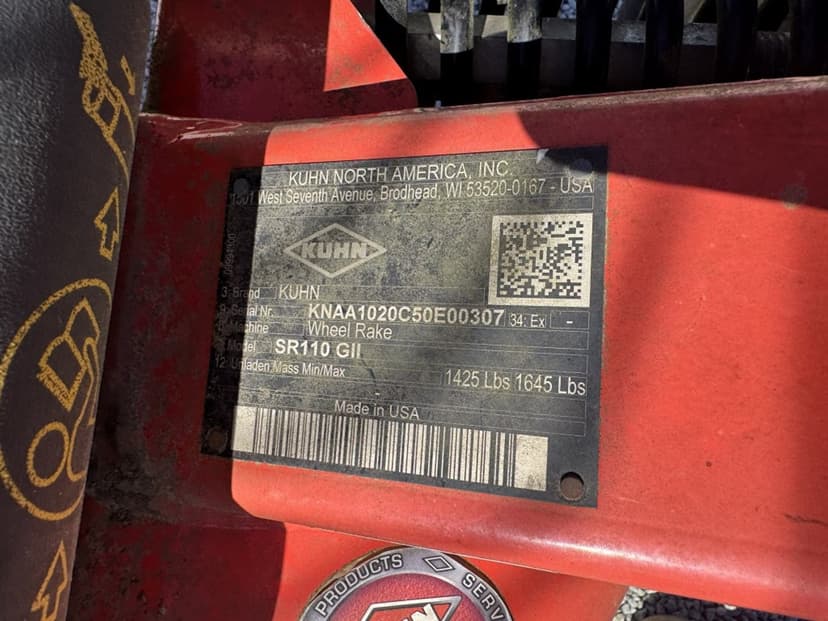 KUHN NORTH AMERICA, INC.
1501 West Seventh Avenue, Brodhead, WI 53520-0167 - USA
KUHN
3: Brand KUHN
9: Serial Nr. KNAA1020C50E00307 34: Ex -
Machine Wheel Rake
Model SR110 GII
12: Unladen Mass Min/Max 1425 Lbs 1645 Lbs
Made in USA
PRODUCTS SERV
KUHN